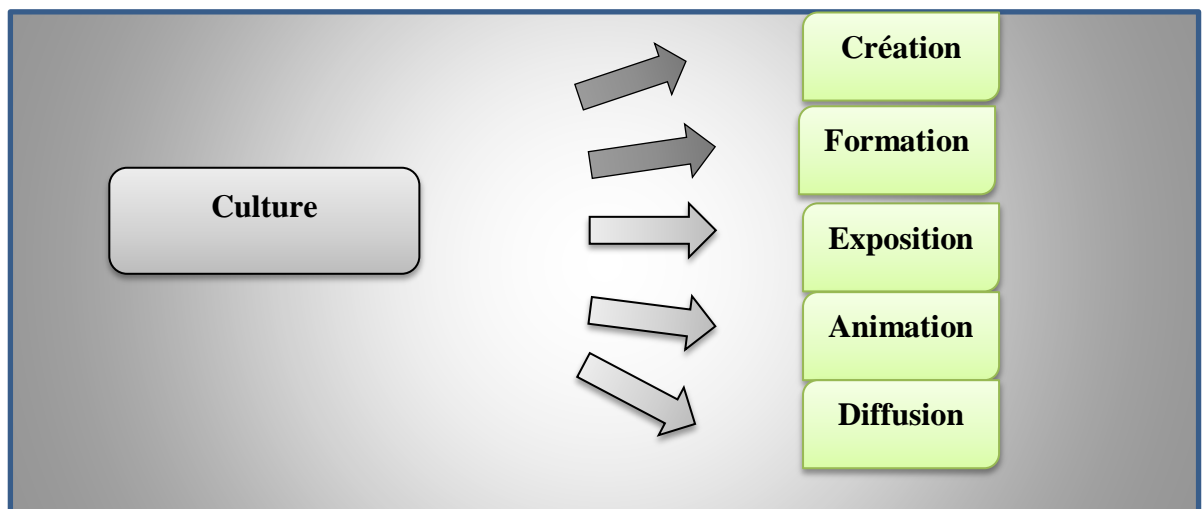 Culture
Création
Formation
Exposition
Animation
Diffusion